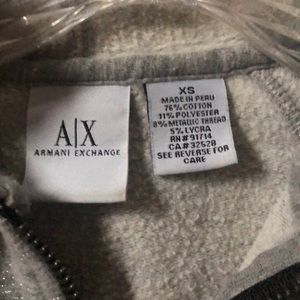 A|X
ARMANI EXCHANGE
XS
MADE IN PERU
76% COTTON
11% POLYESTER
8% METALLIC THREAD
5% LYCRA
RN# 91714
CA# 32528
SEE REVERSE FOR
CARE